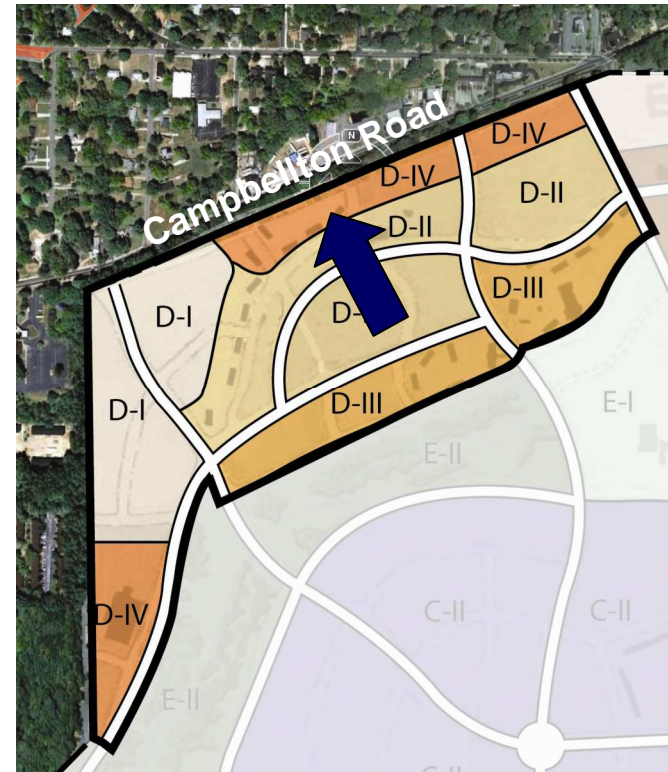 Campbellton Road
N
D-IV
D-IV
D-II
D-II
D-III
D-I
D-
D-I
D-III
E-I
E-II
D-IV
C-II
C-II
E-II